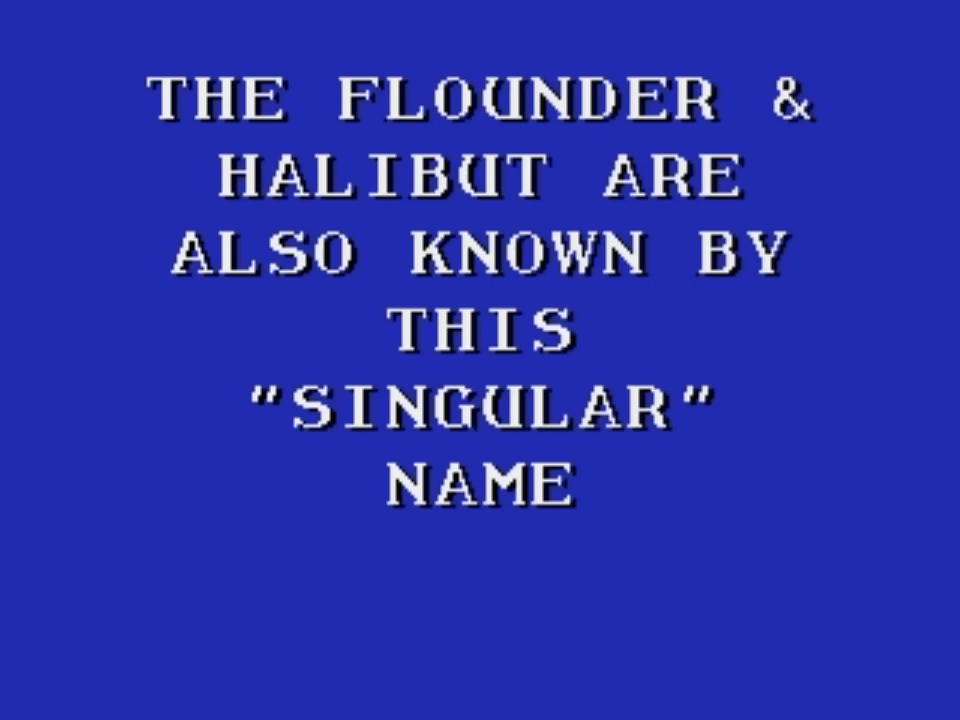 THE FLOUNDER &
HALIBUT ARE
ALSO KNOWN BY
THIS
"SINGULAR"
NAME